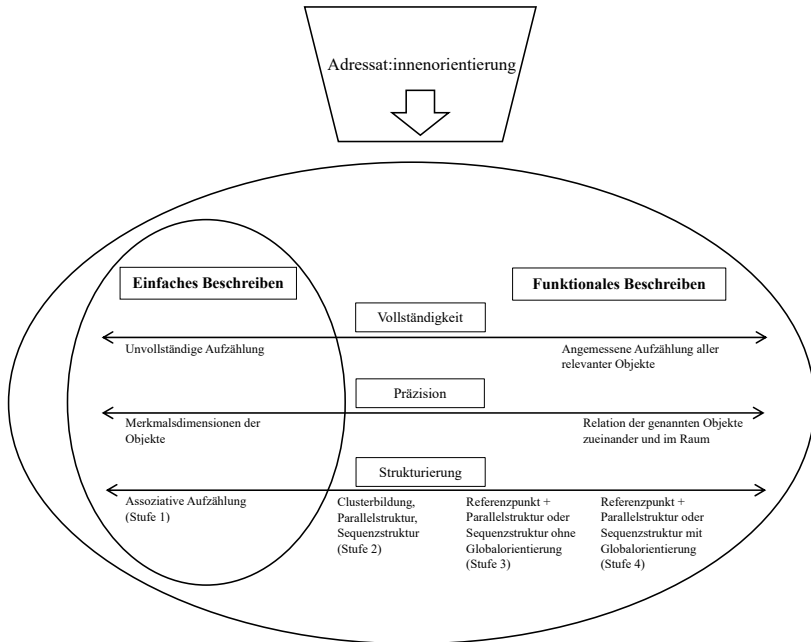 Adressat:innenorientierung
Einfaches Beschreiben
Funktionales Beschreiben
Vollständigkeit
Unvollständige Aufzählung
Angemessene Aufzählung aller
relevanter Objekte
Präzision
Merkmalsdimensionen der
Objekte
Relation der genannten Objekte
zueinander und im Raum
Strukturierung
Assoziative Aufzählung
(Stufe 1)
Clusterbildung,
Parallelstruktur,
Sequenzstruktur
(Stufe 2)
Referenzpunkt +
Parallelstruktur oder
Sequenzstruktur ohne
Globalorientierung
(Stufe 3)
Referenzpunkt +
Parallelstruktur oder
Sequenzstruktur mit
Globalorientierung
(Stufe 4)